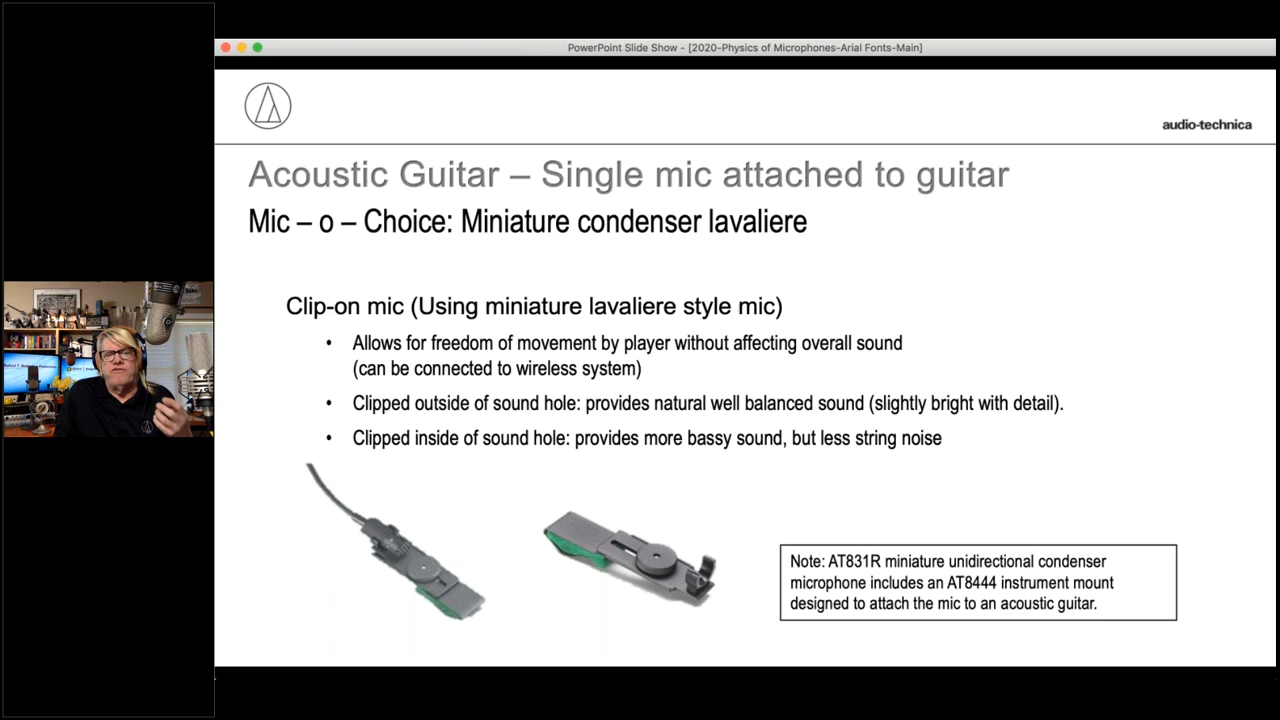 PowerPoint Slide Show - [2020-Physics of Microphones-Arial Fonts-Main]
audio-technica
Acoustic Guitar – Single mic attached to guitar
Mic – o – Choice: Miniature condenser lavaliere
Clip-on mic (Using miniature lavaliere style mic)
• Allows for freedom of movement by player without affecting overall sound
(can be connected to wireless system)
• Clipped outside of sound hole: provides natural well balanced sound (slightly bright with detail).
• Clipped inside of sound hole: provides more bassy sound, but less string noise
Note: AT831R miniature unidirectional condenser
microphone includes an AT8444 instrument mount
designed to attach the mic to an acoustic guitar.